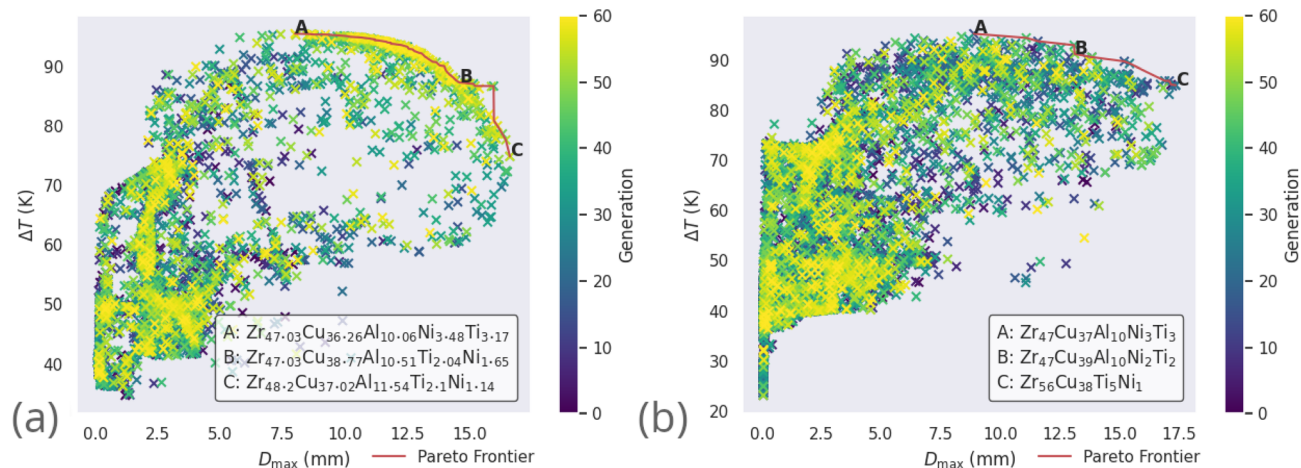 (a)
90
80
70
60
50
40
ΔT (K)
0.0 2.5 5.0 7.5 10.0 12.5 15.0
D_max (mm)
Pareto Frontier
A
B
C
A: Zr₄₇.₀₃Cu₃₆.₂₆Al₁₀.₀₆Ni₃.₄₈Ti₃.₁₇
B: Zr₄₇.₀₃Cu₃₈.₇₇Al₁₀.₅₁Ti₂.₀₄Ni₁.₆₅
C: Zr₄₈.₂Cu₃₇.₀₂Al₁₁.₅₄Ti₂.₁Ni₁.₁₄
60
50
40
30
20
10
0
Generation
(b)
90
80
70
60
50
40
30
20
ΔT (K)
0.0 2.5 5.0 7.5 10.0 12.5 15.0 17.5
D_max (mm)
Pareto Frontier
A
B
C
A: Zr₄₇Cu₃₇Al₁₀Ni₃Ti₃
B: Zr₄₇Cu₃₉Al₁₀Ni₂Ti₂
C: Zr₅₆Cu₃₈Ti₅Ni₁
60
50
40
30
20
10
0
Generation